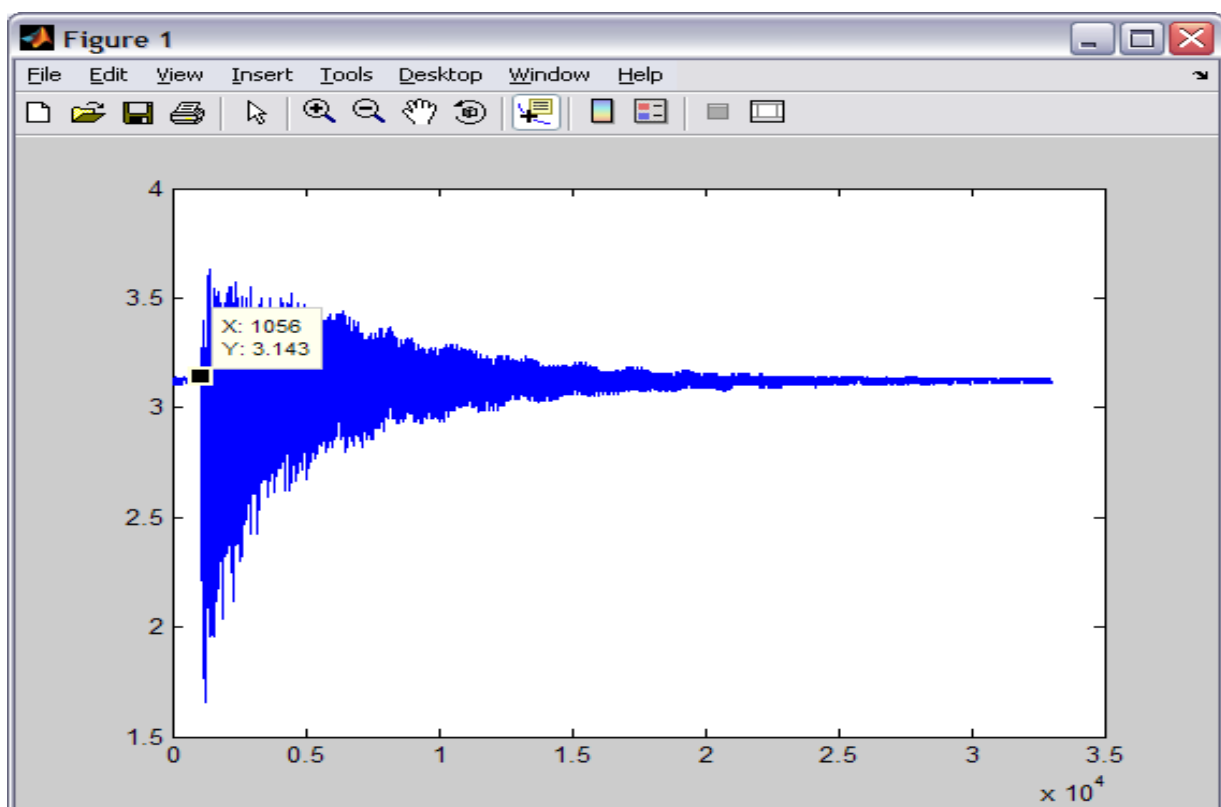 Figure 1
File Edit View Insert Tools Desktop Window Help
4
3.5
X: 1056
Y: 3.143
3
2.5
2
1.5
0 0.5 1 1.5 2 2.5 3 3.5
x 10^4